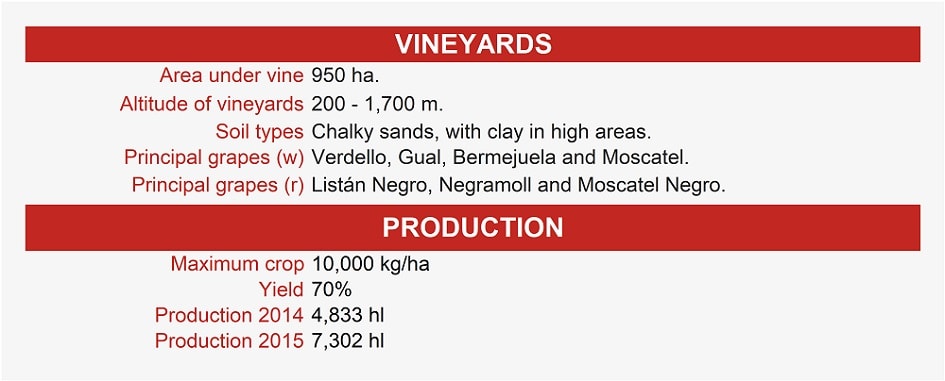 VINEYARDS
Area under vine 950 ha.
Altitude of vineyards 200 - 1,700 m.
Soil types Chalky sands, with clay in high areas.
Principal grapes (w) Verdello, Gual, Bermejuela and Moscatel.
Principal grapes (r) Listán Negro, Negramoll and Moscatel Negro.
PRODUCTION
Maximum crop 10,000 kg/ha
Yield 70%
Production 2014 4,833 hl
Production 2015 7,302 hl